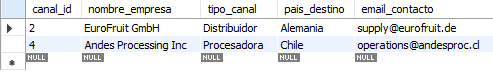 canal_id nombre_empresa tipo_canal pais_destino email_contacto
2 EuroFruit GmbH Distribuidor Alemania supply@eurofruit.de
4 Andes Processing Inc Procesadora Chile operations@andesproc.cl
NULL NULL NULL NULL NULL